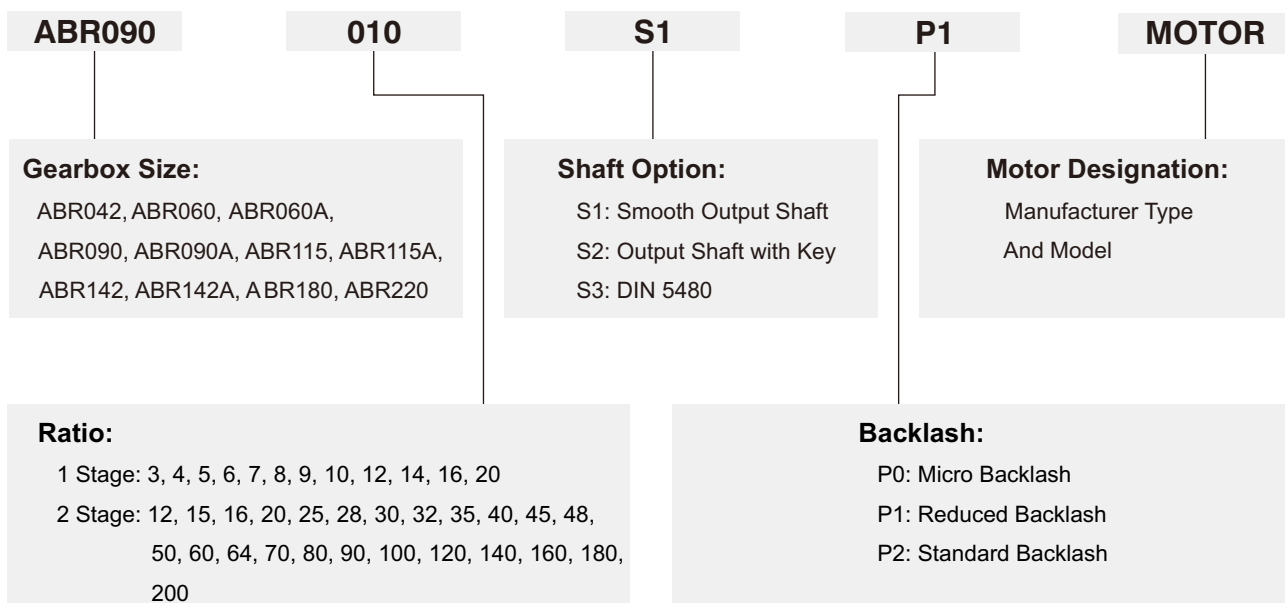 ABR090 010 S1 P1 MOTOR
Gearbox Size:
ABR042, ABR060, ABR060A,
ABR090, ABR090A, ABR115, ABR115A,
ABR142, ABR142A, ABR180, ABR220
Shaft Option:
S1: Smooth Output Shaft
S2: Output Shaft with Key
S3: DIN 5480
Motor Designation:
Manufacturer Type
And Model
Ratio:
1 Stage: 3, 4, 5, 6, 7, 8, 9, 10, 12, 14, 16, 20
2 Stage: 12, 15, 16, 20, 25, 28, 30, 32, 35, 40, 45, 48,
50, 60, 64, 70, 80, 90, 100, 120, 140, 160, 180,
200
Backlash:
P0: Micro Backlash
P1: Reduced Backlash
P2: Standard Backlash